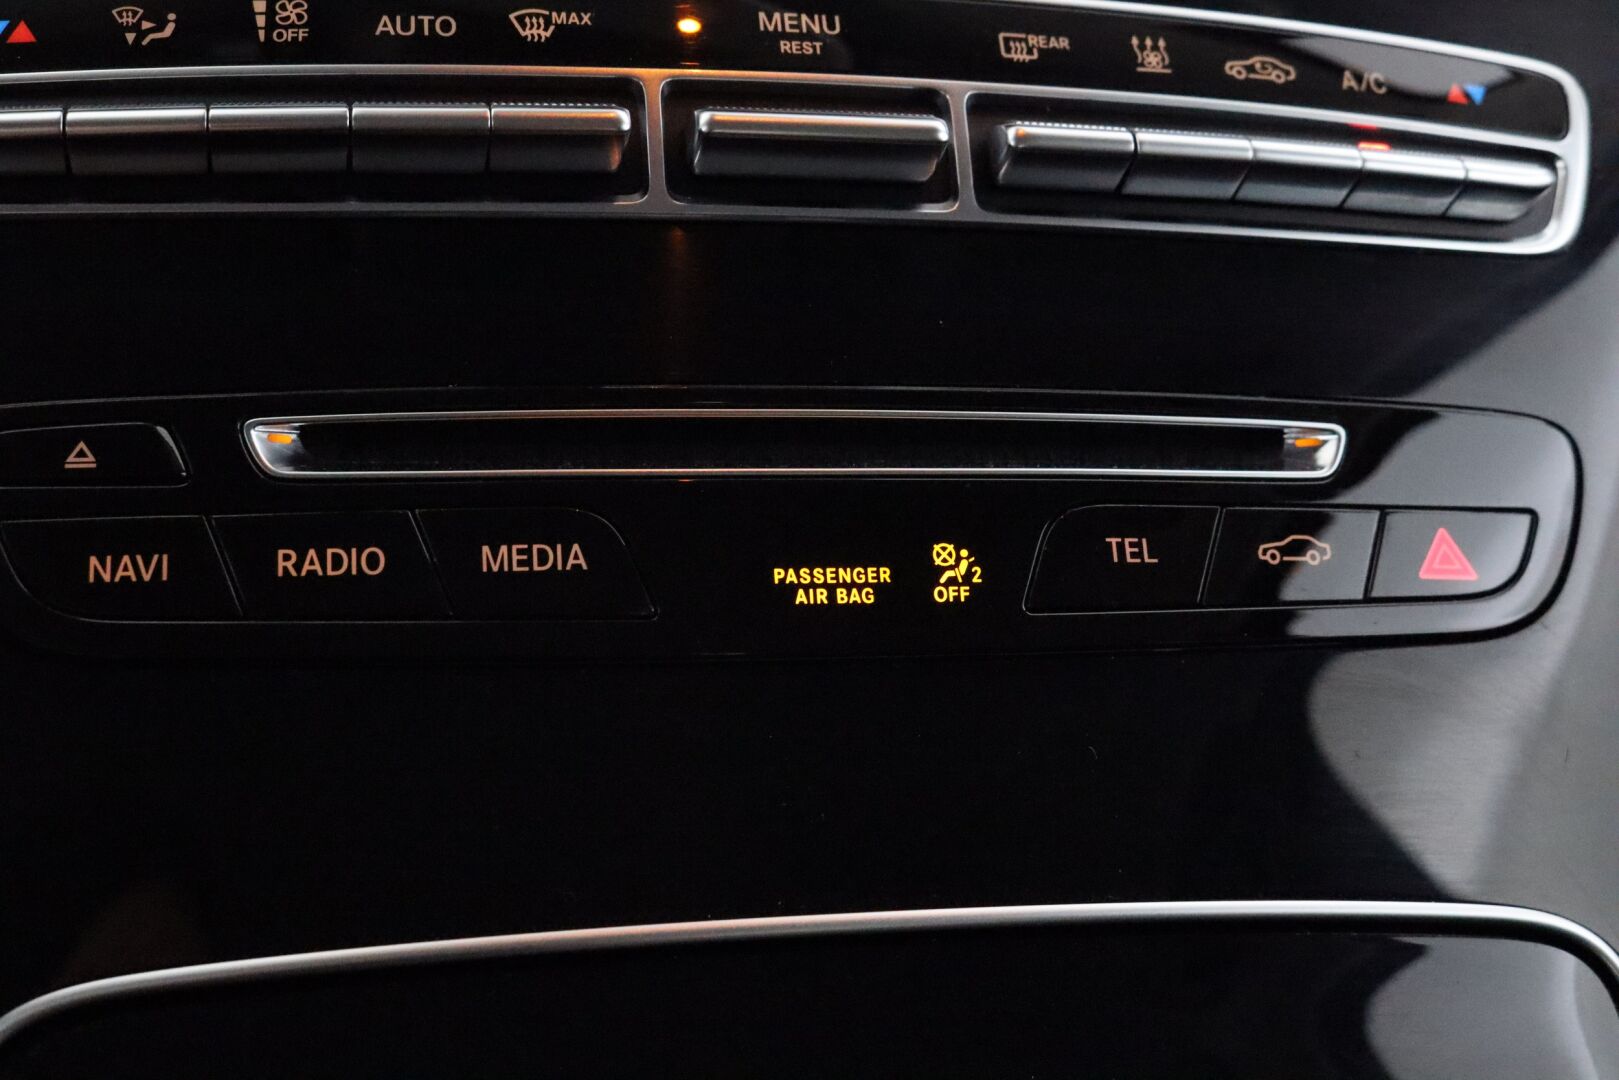 OFF
AUTO
MAX
MENU
REST
REAR
A/C
NAVI
RADIO
MEDIA
PASSENGER
AIR BAG
2
OFF
TEL